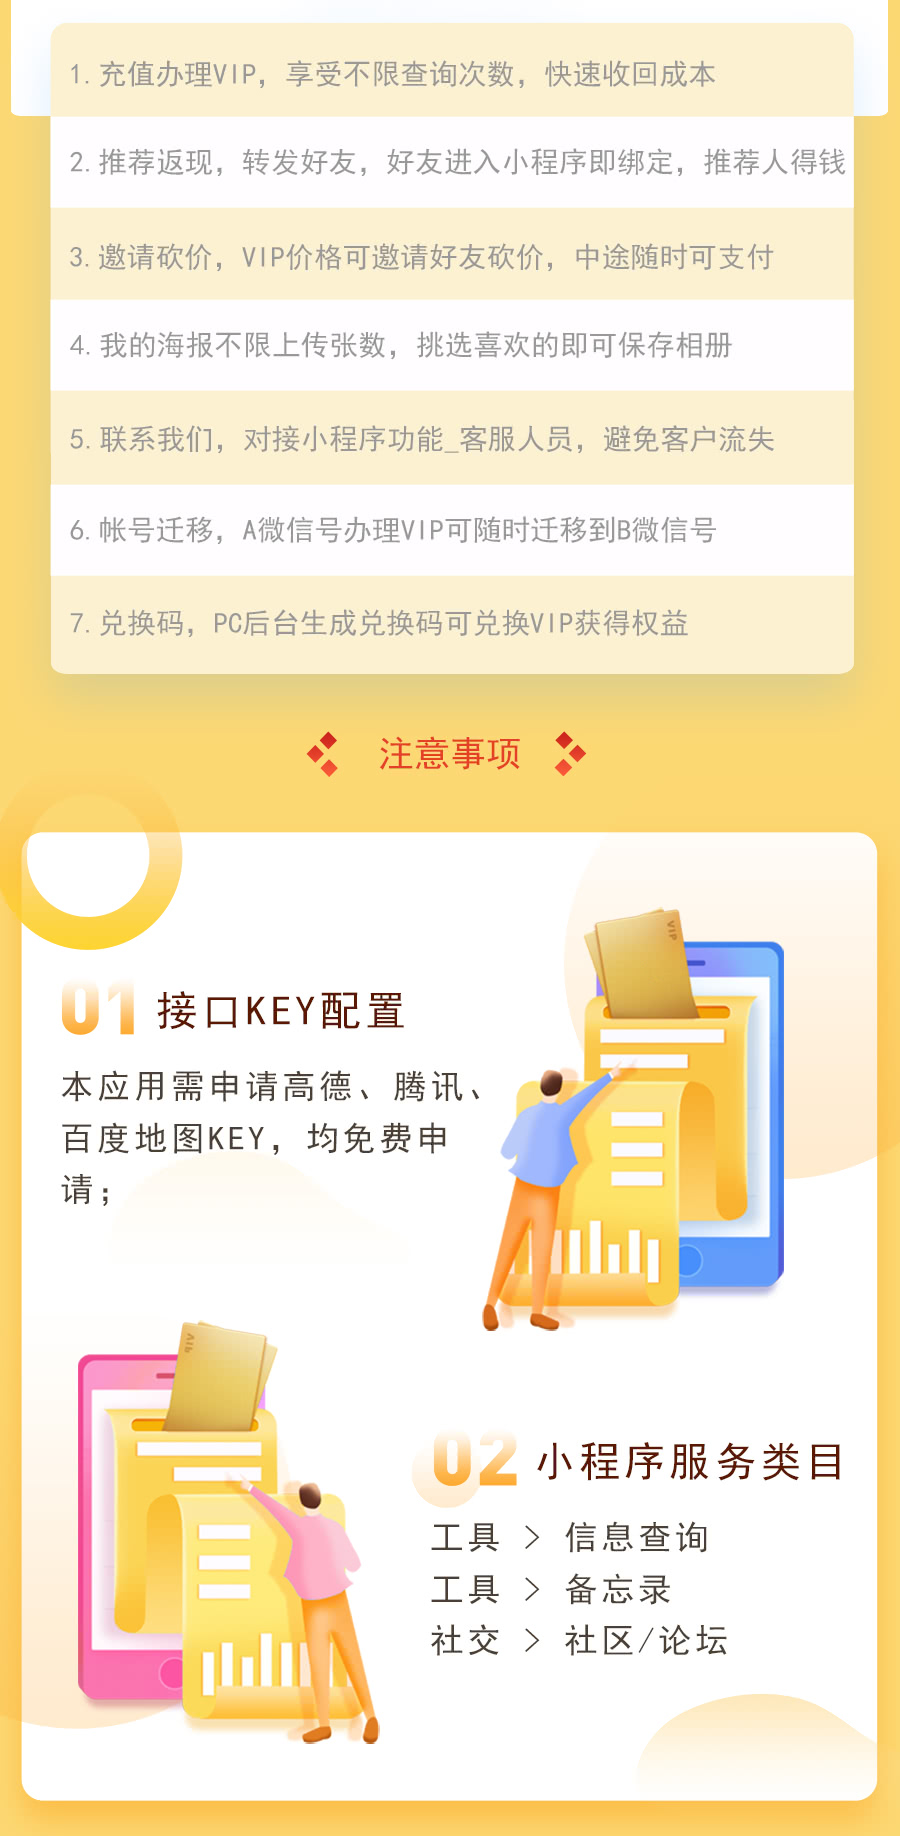 1.充值办理VIP，享受不限查询次数，快速收回成本
2.推荐返现，转发好友，好友进入小程序即绑定，推荐人得钱
3.邀请砍价，VIP价格可邀请好友砍价，中途随时可支付
4.我的海报不限上传张数，挑选喜欢的即可保存相册
5.联系我们，对接小程序功能_客服人员，避免客户流失
6.帐号迁移，A微信号办理VIP可随时迁移到B微信号
7.兑换码，PC后台生成兑换码可兑换VIP获得权益
注意事项
VIP
01 接口KEY配置
本应用需申请高德、腾讯、
百度地图KEY，均免费申
请；
VIP
02 小程序服务类目
工具 > 信息查询
工具 > 备忘录
社交 > 社区/论坛